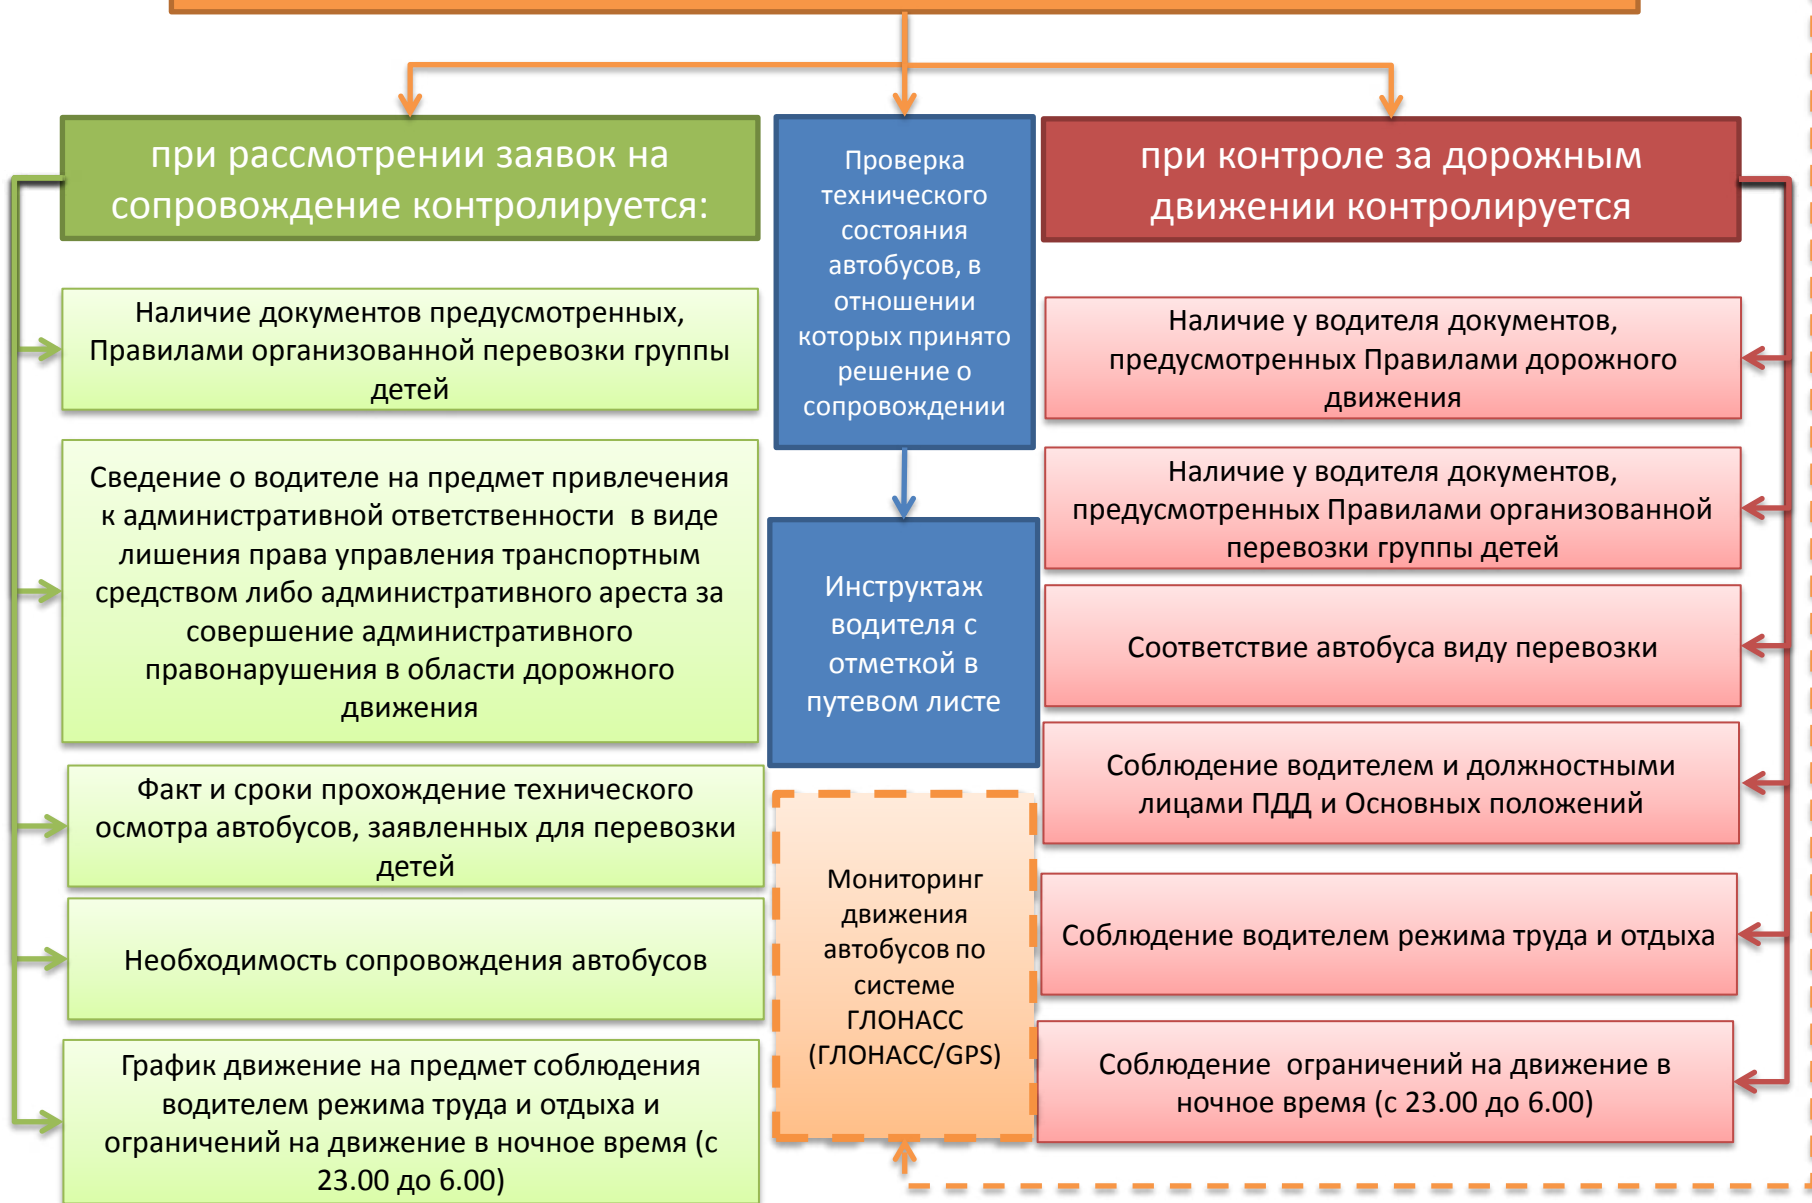 при рассмотрении заявок на
сопровождение контролируется:
Наличие документов предусмотренных,
Правилами организованной перевозки группы
детей
Сведение о водителе на предмет привлечения
к административной ответственности в виде
лишения права управления транспортным
средством либо административного ареста за
совершение административного
правонарушения в области дорожного
движения
Факт и сроки прохождение технического
осмотра автобусов, заявленных для перевозки
детей
Необходимость сопровождения автобусов
График движение на предмет соблюдения
водителем режима труда и отдыха и
ограничений на движение в ночное время (с
23.00 до 6.00)
Проверка
технического
состояния
автобусов, в
отношении
которых принято
решение о
сопровождении
Инструктаж
водителя с
отметкой в
путевом листе
Мониторинг
движения
автобусов по
системе
ГЛОНАСС
(ГЛОНАСС/GPS)
при контроле за дорожным
движении контролируется
Наличие у водителя документов,
предусмотренных Правилами дорожного
движения
Наличие у водителя документов,
предусмотренных Правилами организованной
перевозки группы детей
Соответствие автобуса виду перевозки
Соблюдение водителем и должностными
лицами ПДД и Основных положений
Соблюдение водителем режима труда и отдыха
Соблюдение ограничений на движение в
ночное время (с 23.00 до 6.00)